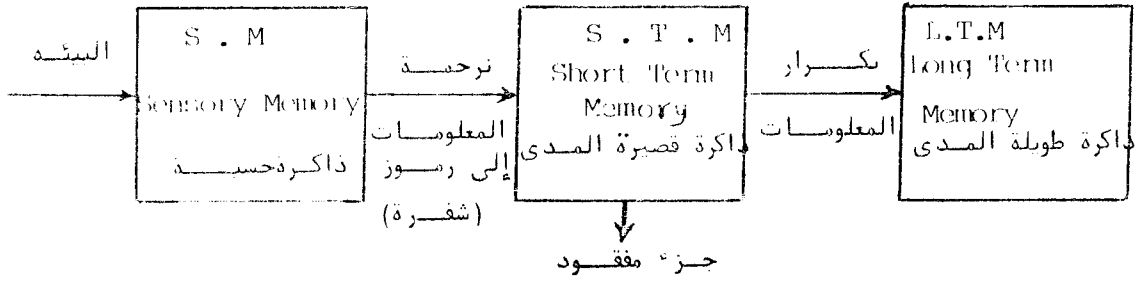 البيئه
S . M
Sensory Memory
ذاكرة حسية
ترجمة
المعلومات
إلى رموز
(شفرة)
S . T . M
Short Term
Memory
ذاكرة قصيرة المدى
جزء مفقود
تكرار
المعلومات
L.T.M
Long Term
Memory
ذاكرة طويلة المدى